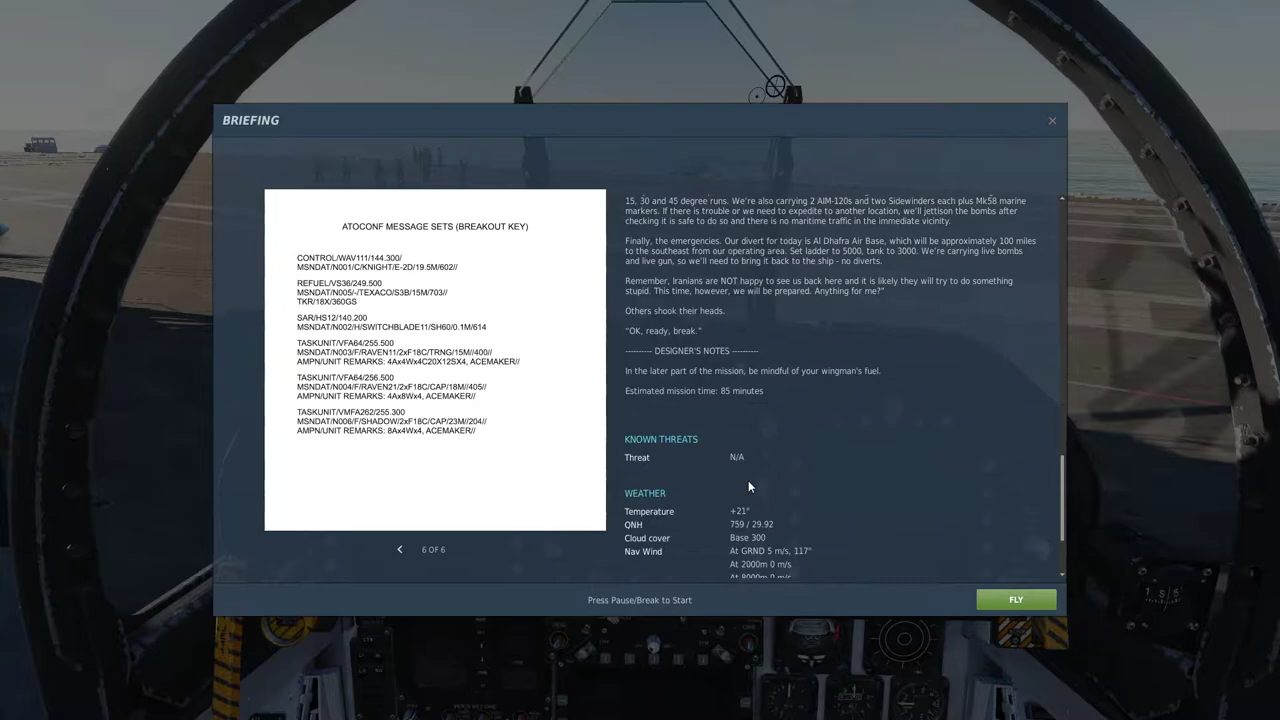 BRIEFING
ATOCONF MESSAGE SETS (BREAKOUT KEY)
CONTROL/WAV111/144.300/
MSNDAT/N001/C/KNIGHT/E-2D/19.5M/602//
REFUEL/VS36/249.500
MSNDAT/N005/-/TEXACO/S3B/15M/703//
TKR/18X/360GS
SAR/HS12/140.200
MSNDAT/N002/H/SWITCHBLADE11/SH60/0.1M/614
TASKUNIT/VFA64/255.500
MSNDAT/N003/F/RAVEN11/2xF18C/TRNG/15M//400//
AMPN/UNIT REMARKS: 4Ax4Wx4C20X12SX4, ACEMAKER//
TASKUNIT/VFA64/256.500
MSNDAT/N004/F/RAVEN21/2xF18C/CAP/18M//405//
AMPN/UNIT REMARKS: 4Ax8Wx4, ACEMAKER//
TASKUNIT/VMFA262/255.300
MSNDAT/N006/F/SHADOW/2xF18C/CAP/23M//204//
AMPN/UNIT REMARKS: 8Ax4Wx4, ACEMAKER//
6 OF 6
15, 30 and 45 degree runs. We're also carrying 2 AIM-120s and two Sidewinders each plus Mk58 marine
markers. If there is trouble or we need to expedite to another location, we'll jettison the bombs after
checking it is safe to do so and there is no maritime traffic in the immediate vicinity.
Finally, the emergencies. Our divert for today is Al Dhafra Air Base, which will be approximately 100 miles
to the southeast from our operating area. Set ladder to 5000, tank to 3000. We're carrying live bombs
and live gun, so we'll need to bring it back to the ship - no diverts.
Remember, Iranians are NOT happy to see us back here and it is likely they will try to do something
stupid. This time, however, we will be prepared. Anything for me?"
Others shook their heads.
"OK, ready, break."
---------- DESIGNER'S NOTES ----------
In the later part of the mission, be mindful of your wingman's fuel.
Estimated mission time: 85 minutes
KNOWN THREATS
Threat N/A
WEATHER
Temperature +21°
QNH 759 / 29.92
Cloud cover Base 300
Nav Wind At GRND 5 m/s, 117°
At 2000m 0 m/s
At 8000m 0 m/s
Press Pause/Break to Start
FLY